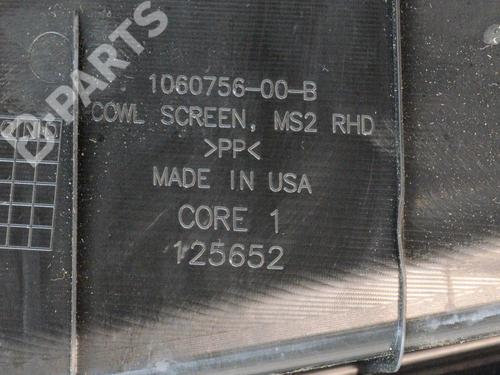 B-PARTS
1060756-00-B
COWL SCREEN, MS2 RHD
>PP<
MADE IN USA
CORE 1
125652